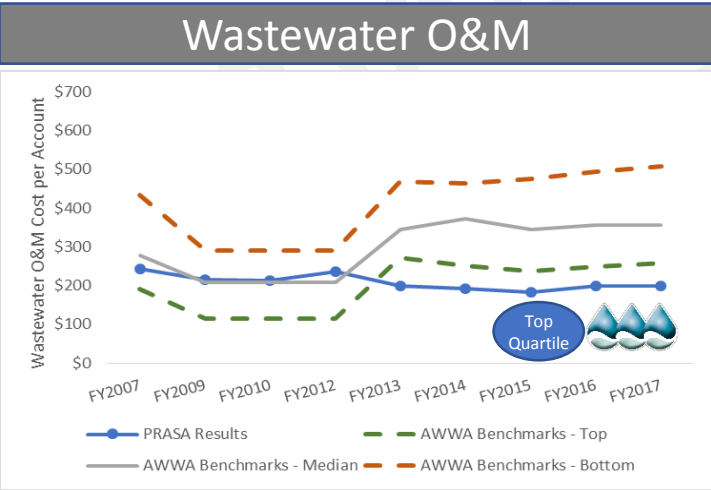 Wastewater O&M
Wastewater O&M Cost per Account
$700
$600
$500
$400
$300
$200
$100
$0
Top
Quartile
FY2007 FY2009 FY2010 FY2012 FY2013 FY2014 FY2015 FY2016 FY2017
PRASA Results AWWA Benchmarks - Top
AWWA Benchmarks - Median AWWA Benchmarks - Bottom